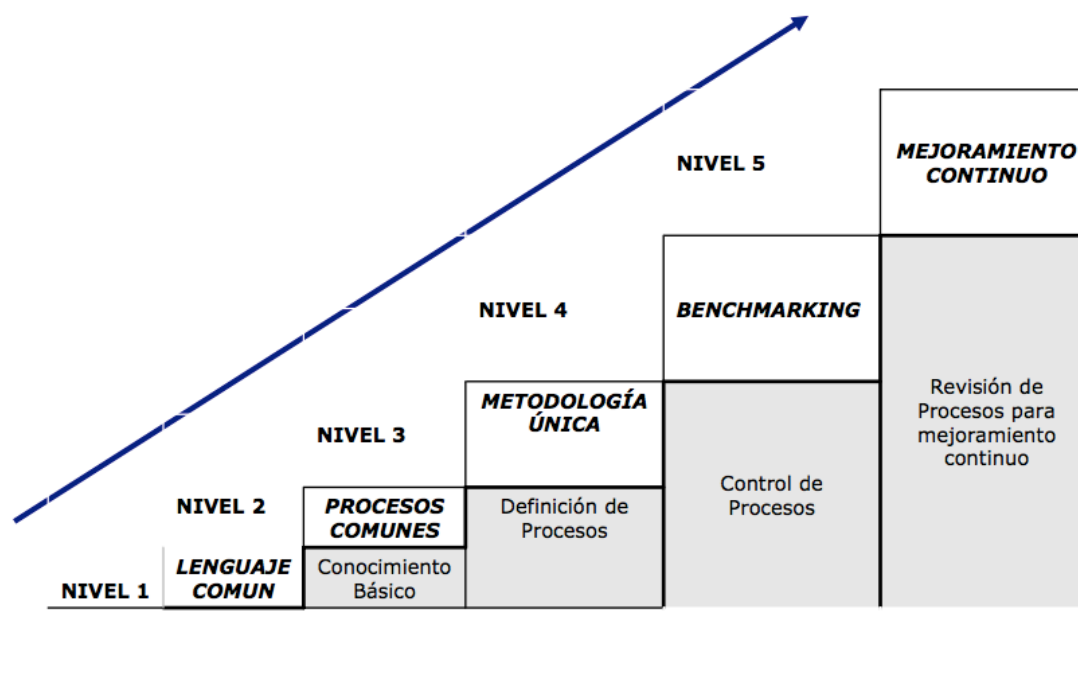 NIVEL 5
MEJORAMIENTO
CONTINUO
NIVEL 4
BENCHMARKING
Revisión de
Procesos para
mejoramiento
continuo
NIVEL 3
METODOLOGÍA
ÚNICA
Control de
Procesos
NIVEL 2
PROCESOS
COMUNES
Definición de
Procesos
NIVEL 1
LENGUAJE
COMUN
Conocimiento
Básico